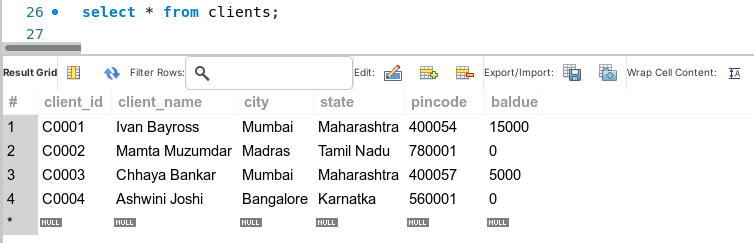 26 select * from clients;
27
Result Grid Filter Rows: Edit: Export/Import: Wrap Cell Content: IA
# client_id client_name city state pincode baldue
1 C0001 Ivan Bayross Mumbai Maharashtra 400054 15000
2 C0002 Mamta Muzumdar Madras Tamil Nadu 780001 0
3 C0003 Chhaya Bankar Mumbai Maharashtra 400057 5000
4 C0004 Ashwini Joshi Bangalore Karnatka 560001 0
* NULL NULL NULL NULL NULL NULL